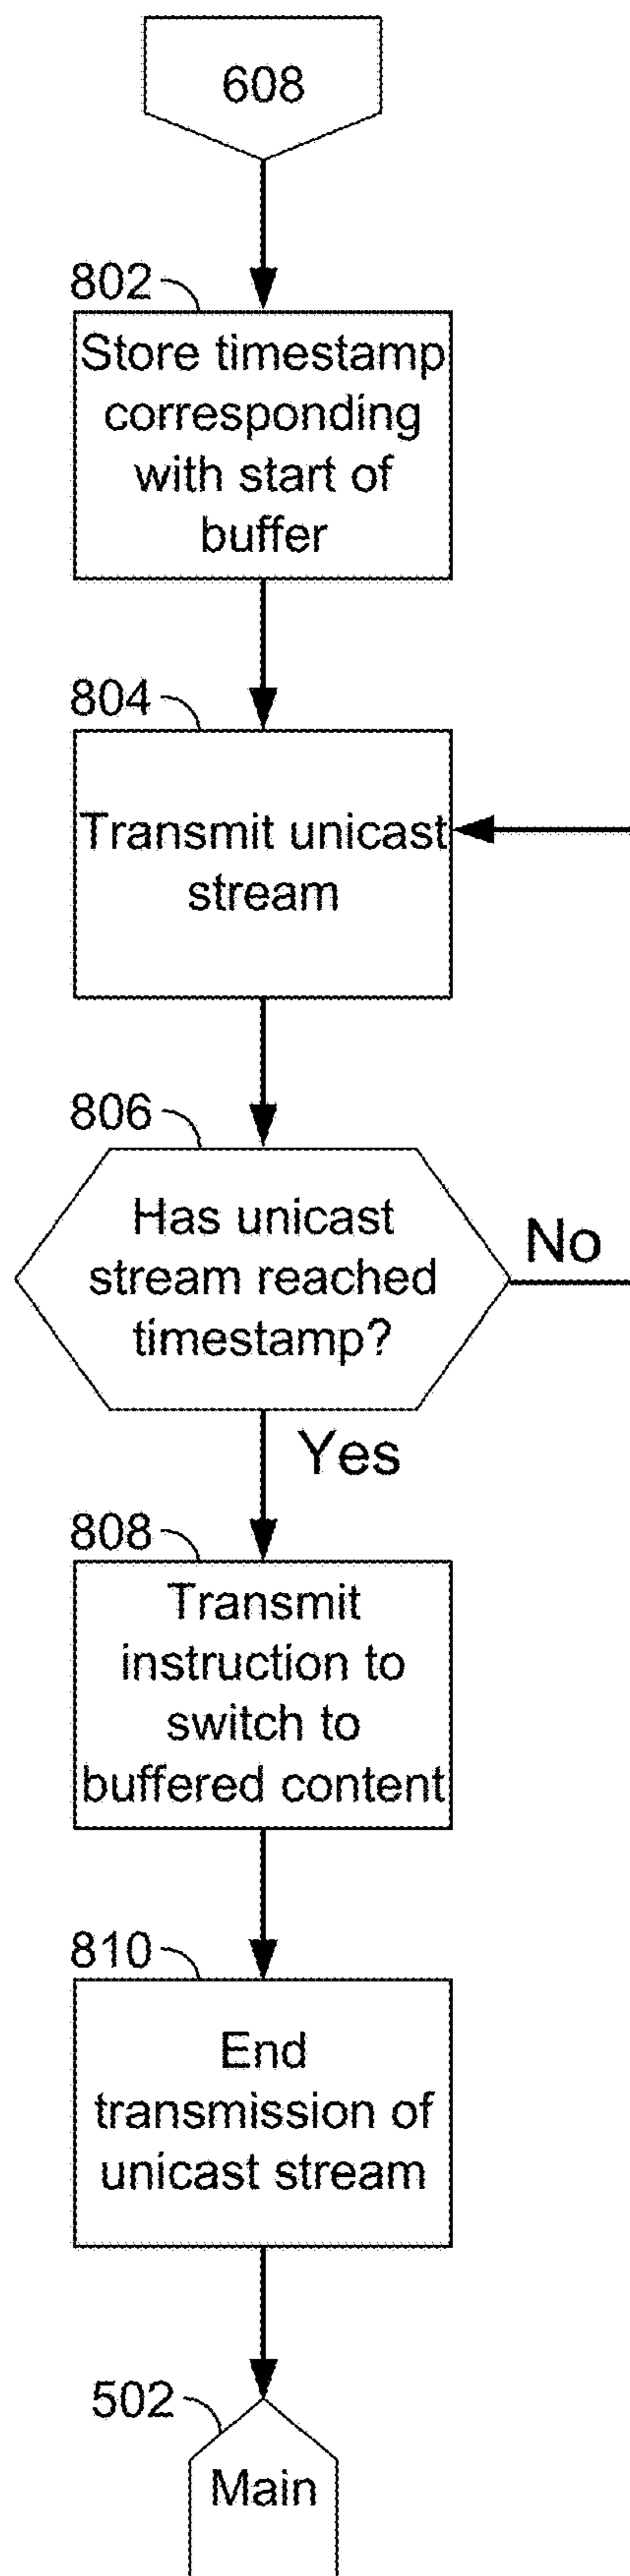 608
802
Store timestamp
corresponding
with start of
buffer
804
Transmit unicast
stream
806
Has unicast
stream reached
timestamp?
No
Yes
808
Transmit
instruction to
switch to
buffered content
810
End
transmission of
unicast stream
502
Main